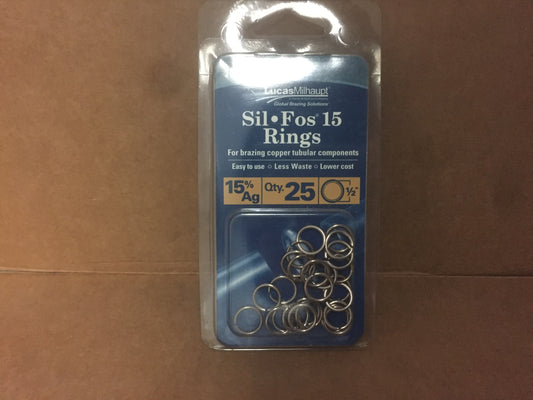 LucasMilhaupt
Global Brazing Solutions
Sil•Fos® 15
Rings
For brazing copper tubular components
Easy to use ◇ Less Waste ◇ Lower cost
15% Ag
Qty. 25
½"